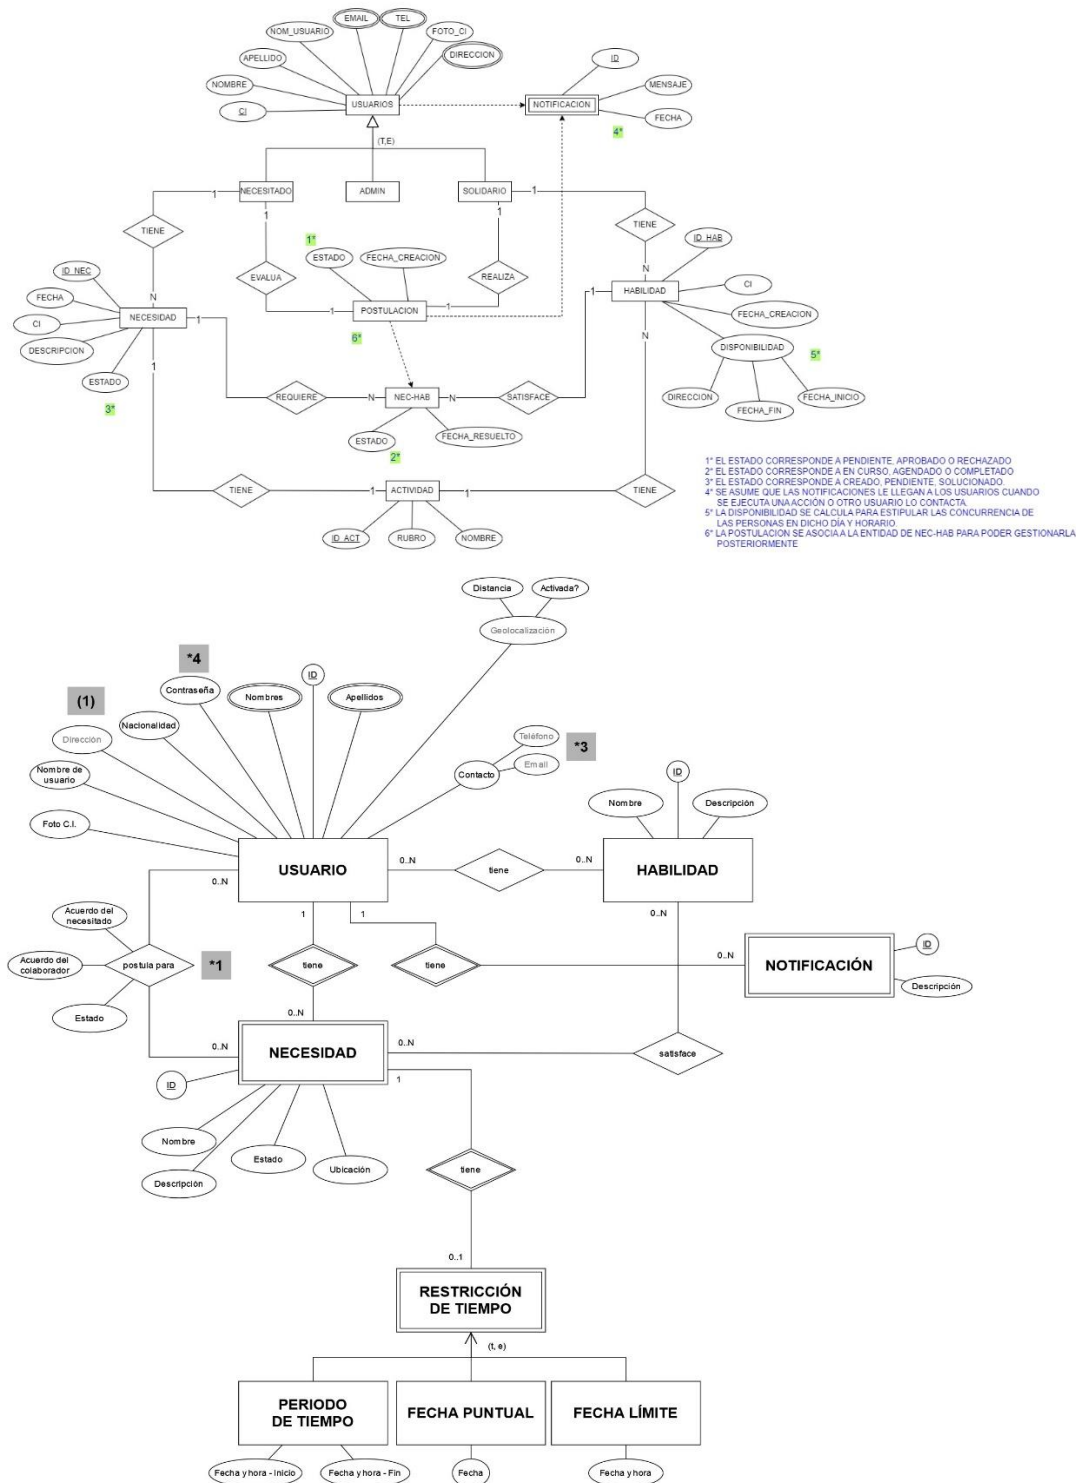 EMAIL
TEL
NOM_USUARIO
FOTO_CI
APELLIDO
DIRECCION
ID
NOMBRE
MENSAJE
USUARIOS
NOTIFICACION
CI
FECHA
4*
(T,E)
NECESITADO
ADMIN
SOLIDARIO
1
1
1
1
TIENE
TIENE
1*
ID_HAB
ID_NEC
ESTADO
FECHA_CREACION
EVALUA
REALIZA
FECHA
N
N
HABILIDAD
CI
NECESIDAD
1
1
POSTULACION
1
1
FECHA_CREACION
CI
N
DESCRIPCION
1
6*
DISPONIBILIDAD
5*
ESTADO
REQUIERE
N
NEC-HAB
N
SATISFACE
DIRECCION
FECHA_INICIO
3*
FECHA_FIN
ESTADO
FECHA_RESUELTO
2*
TIENE
1
ACTIVIDAD
1
TIENE
ID_ACT
RUBRO
NOMBRE
1* EL ESTADO CORRESPONDE A PENDIENTE, APROBADO O RECHAZADO
2* EL ESTADO CORRESPONDE A EN CURSO, AGENDADO O COMPLETADO
3* EL ESTADO CORRESPONDE A CREADO, PENDIENTE, SOLUCIONADO.
4* SE ASUME QUE LAS NOTIFICACIONES LE LLEGAN A LOS USUARIOS CUANDO
SE EJECUTA UNA ACCIÓN O OTRO USUARIO LO CONTACTA.
5* LA DISPONIBILIDAD SE CALCULA PARA ESTIPULAR LAS CONCURRENCIA DE
LAS PERSONAS EN DICHO DÍA Y HORARIO.
6* LA POSTULACION SE ASOCIA A LA ENTIDAD DE NEC-HAB PARA PODER GESTIONARLA
POSTERIORMENTE
Distancia
Activada?
Geolocalización
*4
ID
Contraseña
Nombres
Apellidos
(1)
Nacionalidad
Dirección
Teléfono
*3
Nombre de
usuario
Contacto
Email
ID
Foto C.I.
Nombre
Descripción
USUARIO
0..N
tiene
0..N
HABILIDAD
0..N
1
1
0..N
Acuerdo del
necesitado
Acuerdo del
colaborador
postula para
*1
tiene
tiene
0..N
NOTIFICACIÓN
ID
Descripción
Estado
0..N
0..N
NECESIDAD
0..N
satisface
1
ID
Nombre
Estado
Ubicación
Descripción
tiene
0..1
RESTRICCIÓN
DE TIEMPO
(t, e)
PERIODO
DE TIEMPO
FECHA PUNTUAL
FECHA LÍMITE
Fecha y hora - Inicio
Fecha y hora - Fin
Fecha
Fecha y hora